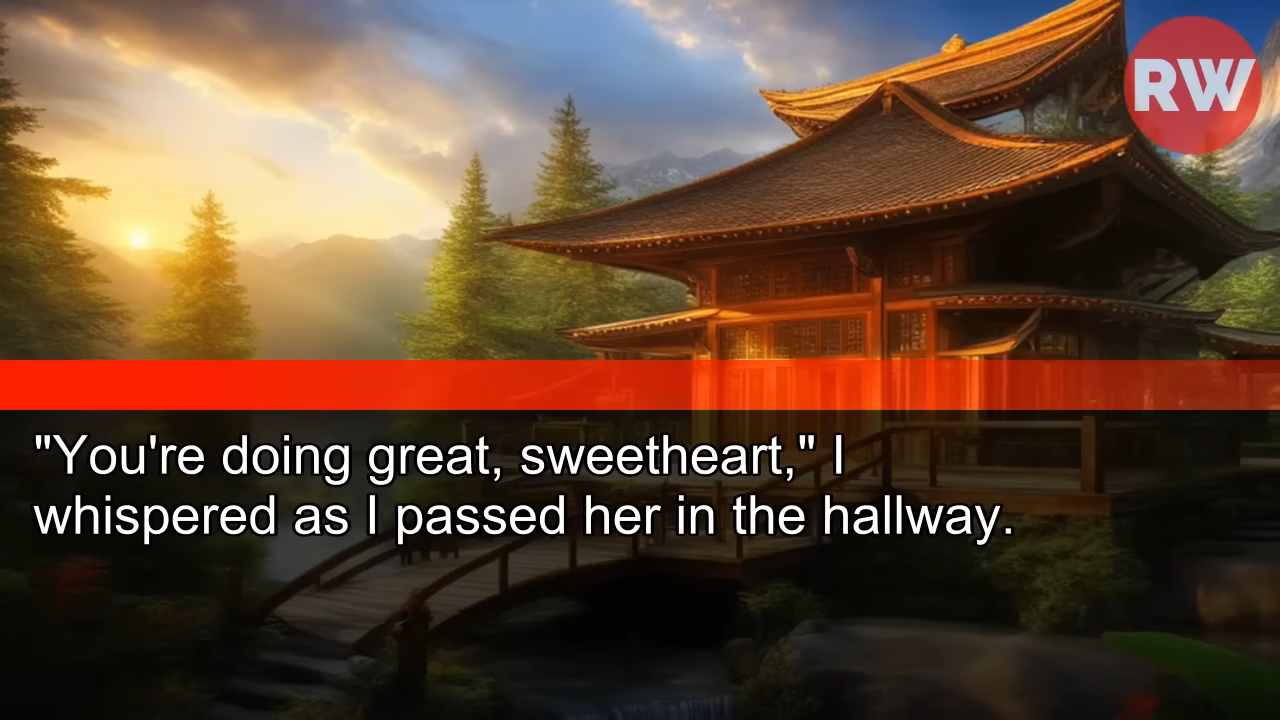 RW
"You're doing great, sweetheart," I
whispered as I passed her in the hallway.